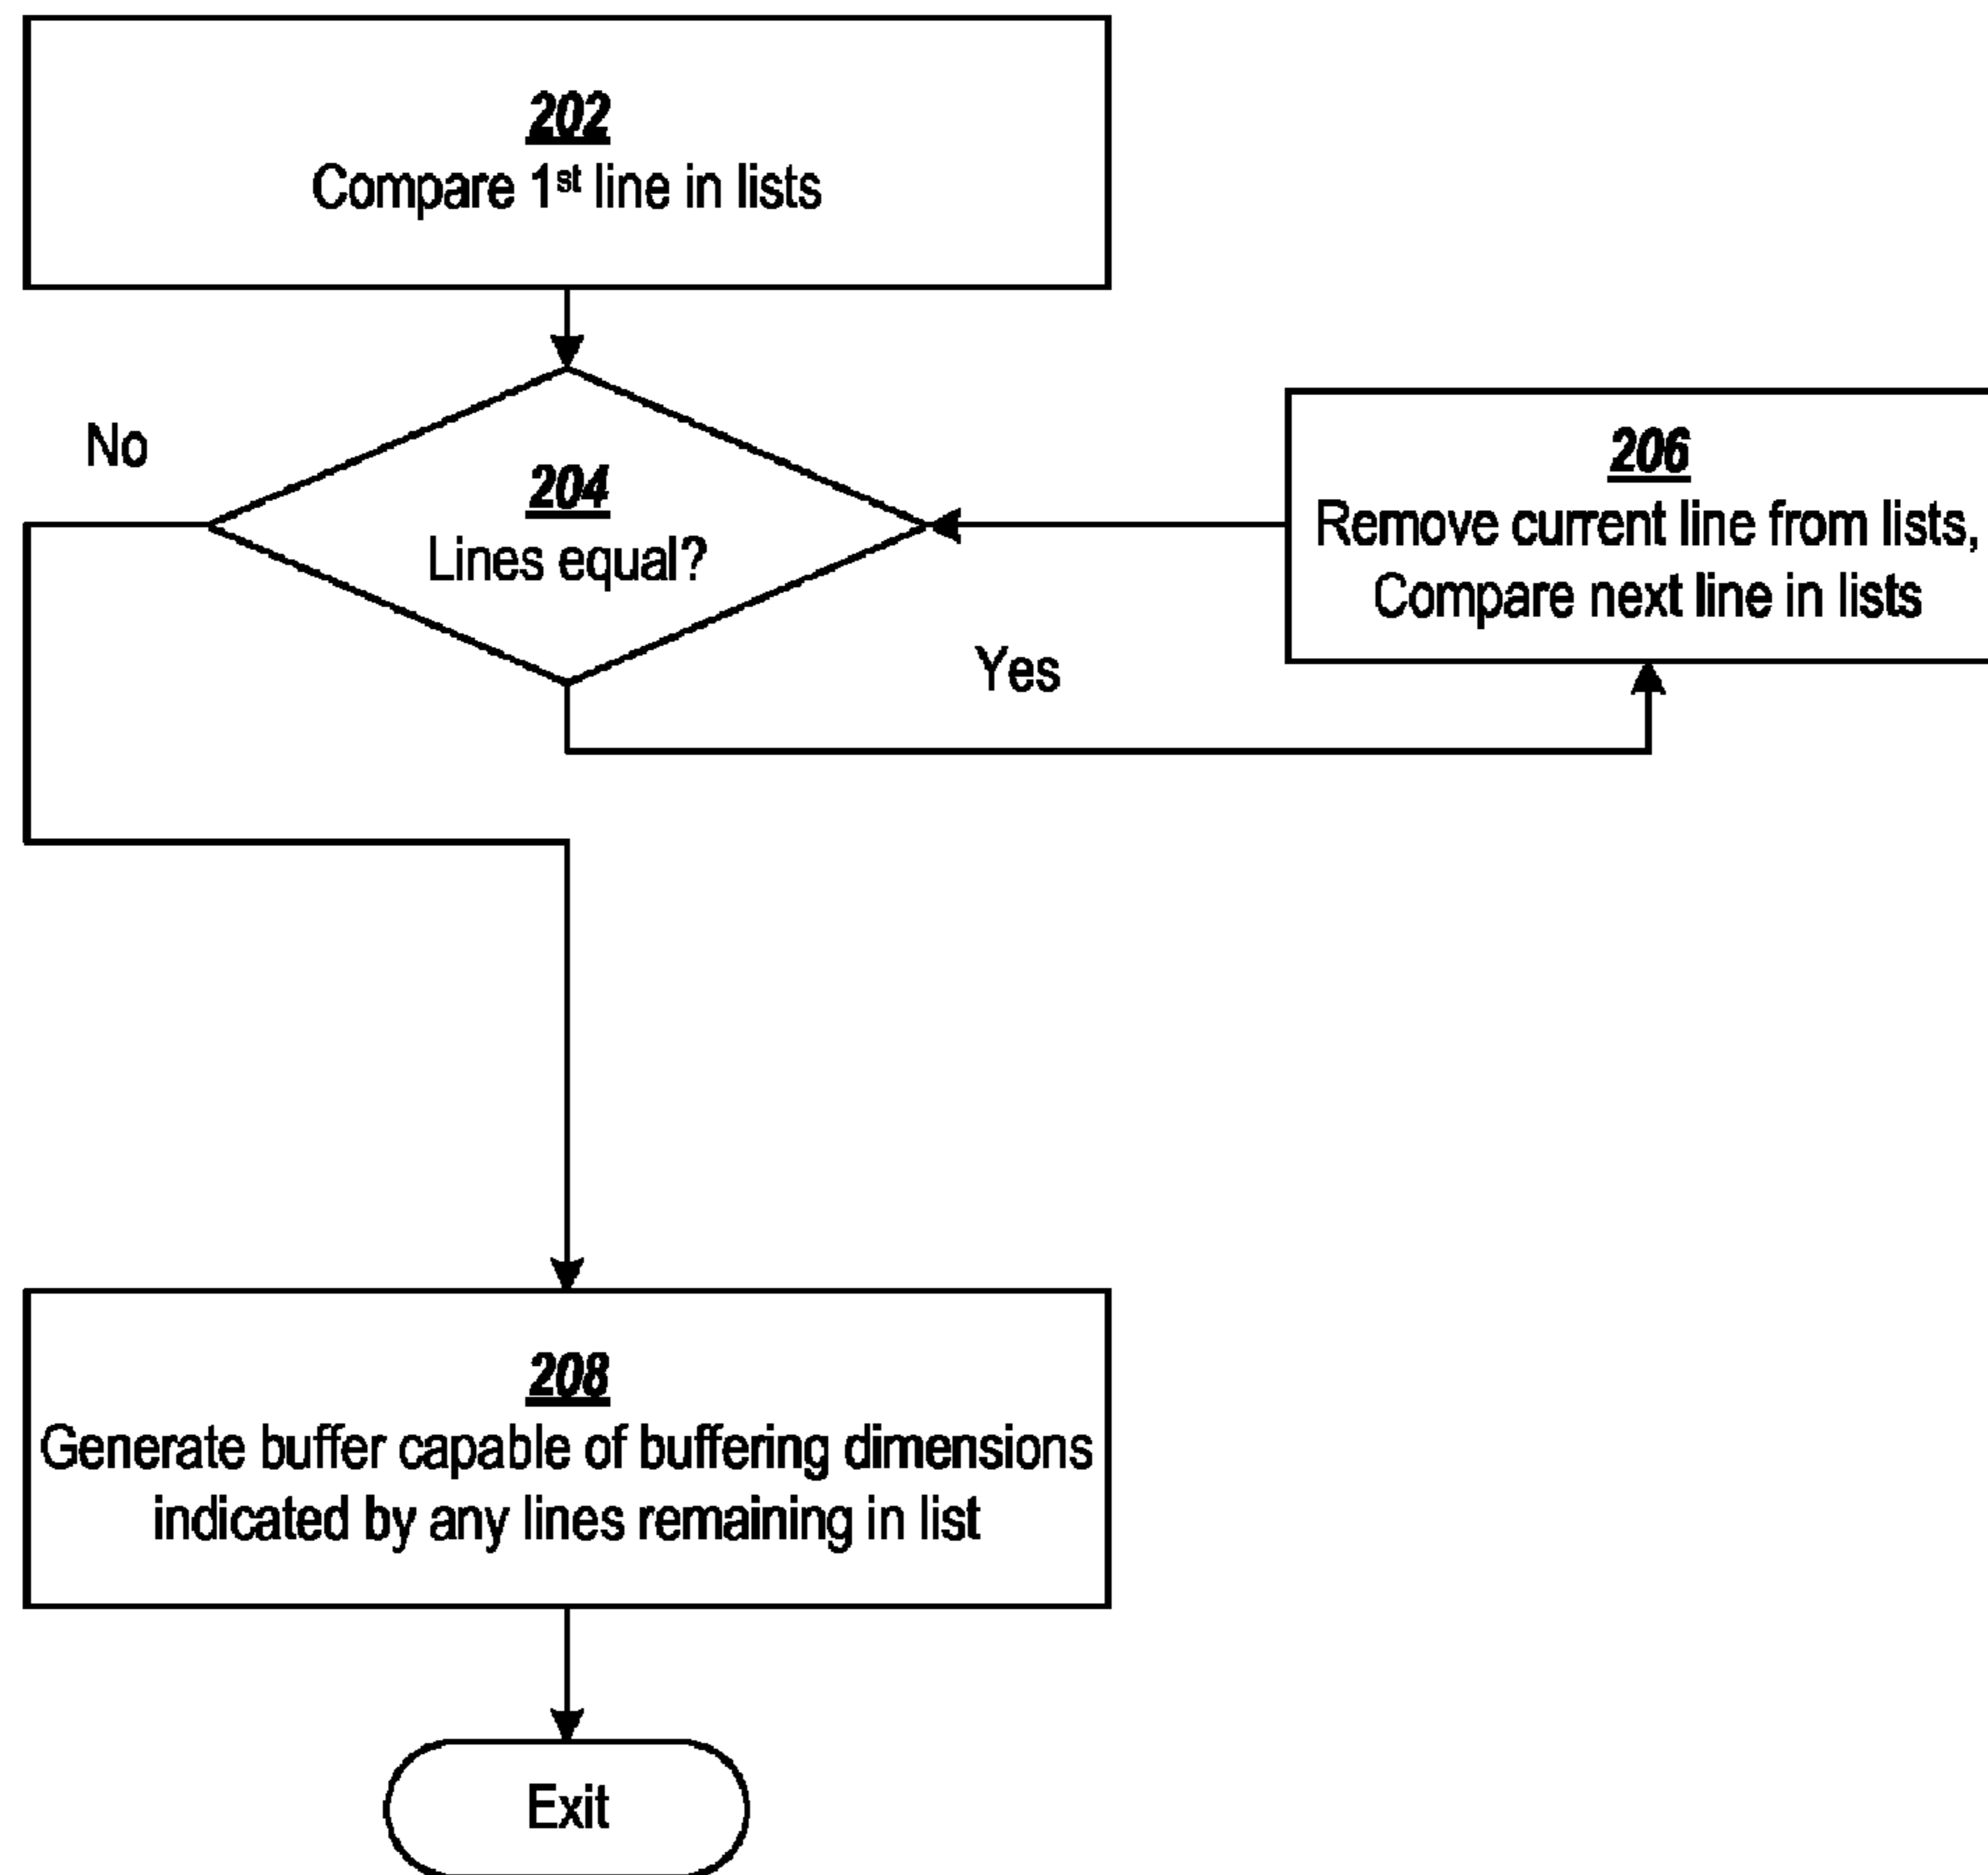 202
Compare 1st line in lists
No
204
Lines equal?
206
Remove current line from lists,
Compare next line in lists
Yes
208
Generate buffer capable of buffering dimensions
indicated by any lines remaining in list
Exit